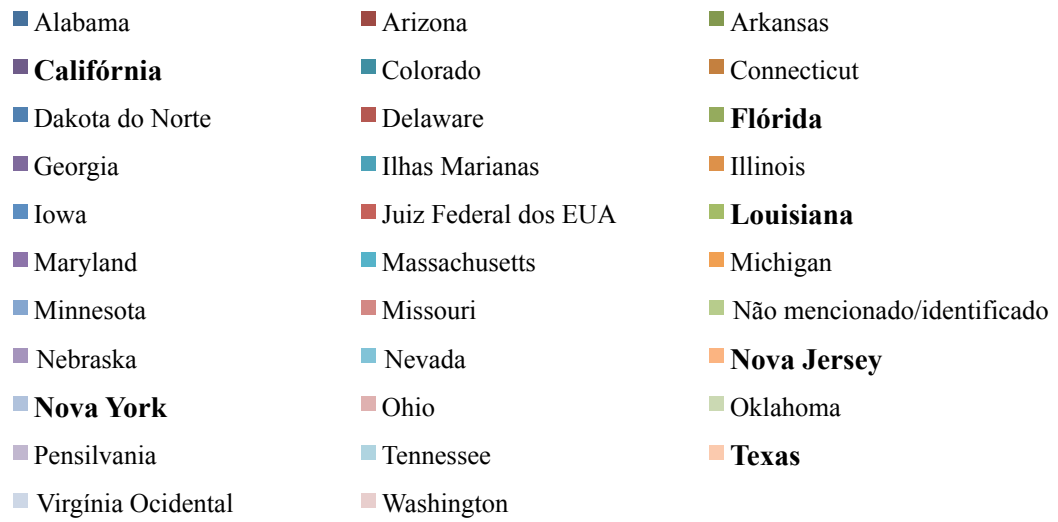 Alabama Arizona Arkansas
Califórnia Colorado Connecticut
Dakota do Norte Delaware Flórida
Georgia Ilhas Marianas Illinois
Iowa Juiz Federal dos EUA Louisiana
Maryland Massachusetts Michigan
Minnesota Missouri Não mencionado/identificado
Nebraska Nevada Nova Jersey
Nova York Ohio Oklahoma
Pensilvania Tennessee Texas
Virgínia Ocidental Washington